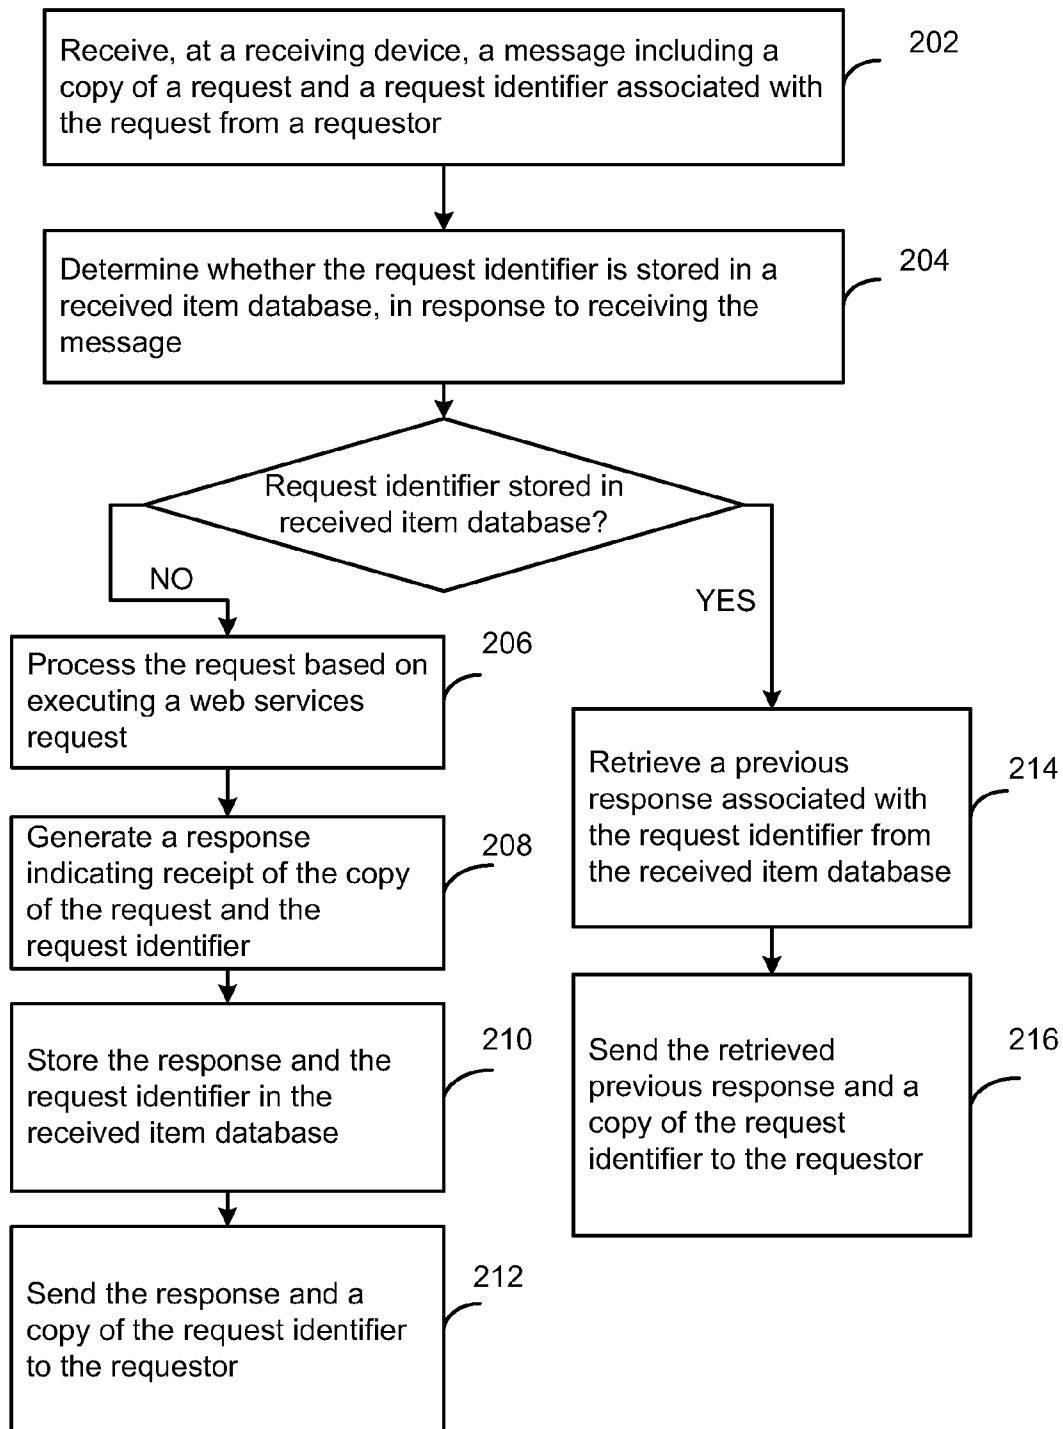 Receive, at a receiving device, a message including a
copy of a request and a request identifier associated with
the request from a requestor
202
Determine whether the request identifier is stored in a
received item database, in response to receiving the
message
204
Request identifier stored in
received item database?
NO
YES
Process the request based on
executing a web services
request
206
Generate a response
indicating receipt of the copy
of the request and the
request identifier
208
Store the response and the
request identifier in the
received item database
210
Send the response and a
copy of the request identifier
to the requestor
212
Retrieve a previous
response associated with
the request identifier from
the received item database
214
Send the retrieved
previous response and a
copy of the request
identifier to the requestor
216